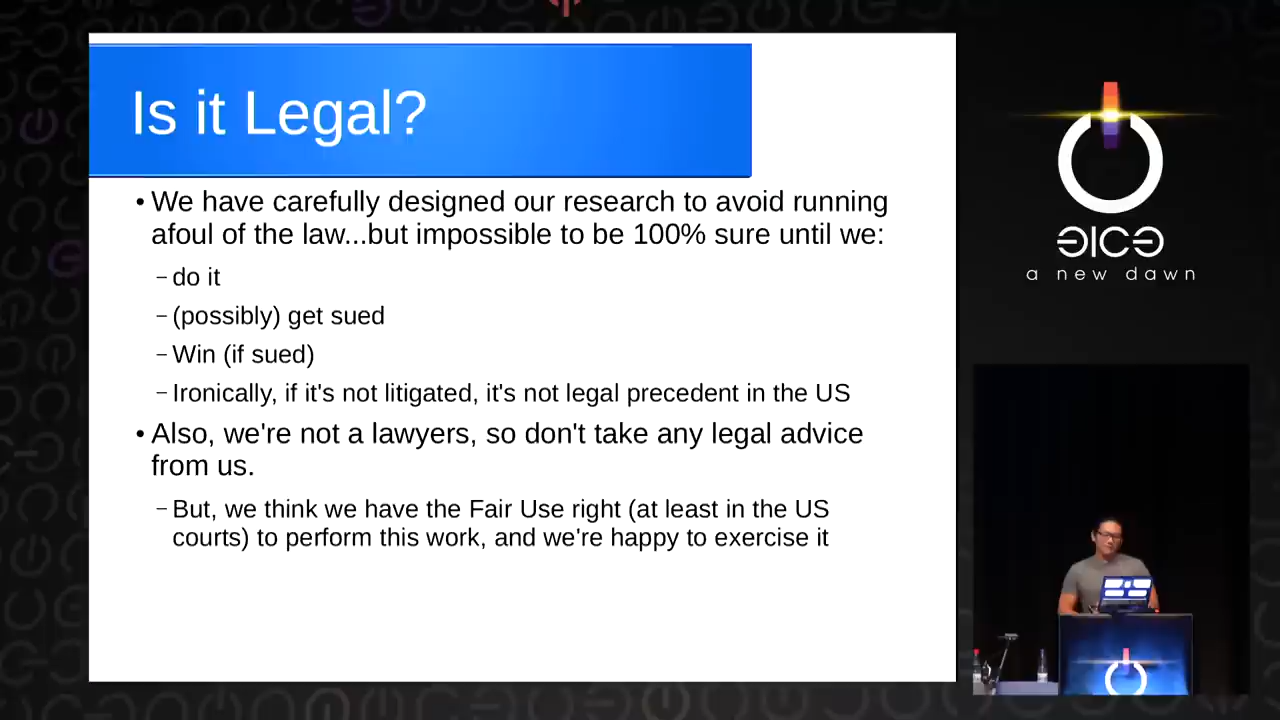 Is it Legal?
• We have carefully designed our research to avoid running
afoul of the law...but impossible to be 100% sure until we:
– do it
– (possibly) get sued
– Win (if sued)
– Ironically, if it's not litigated, it's not legal precedent in the US
• Also, we're not a lawyers, so don't take any legal advice
from us.
– But, we think we have the Fair Use right (at least in the US
courts) to perform this work, and we're happy to exercise it
a new dawn